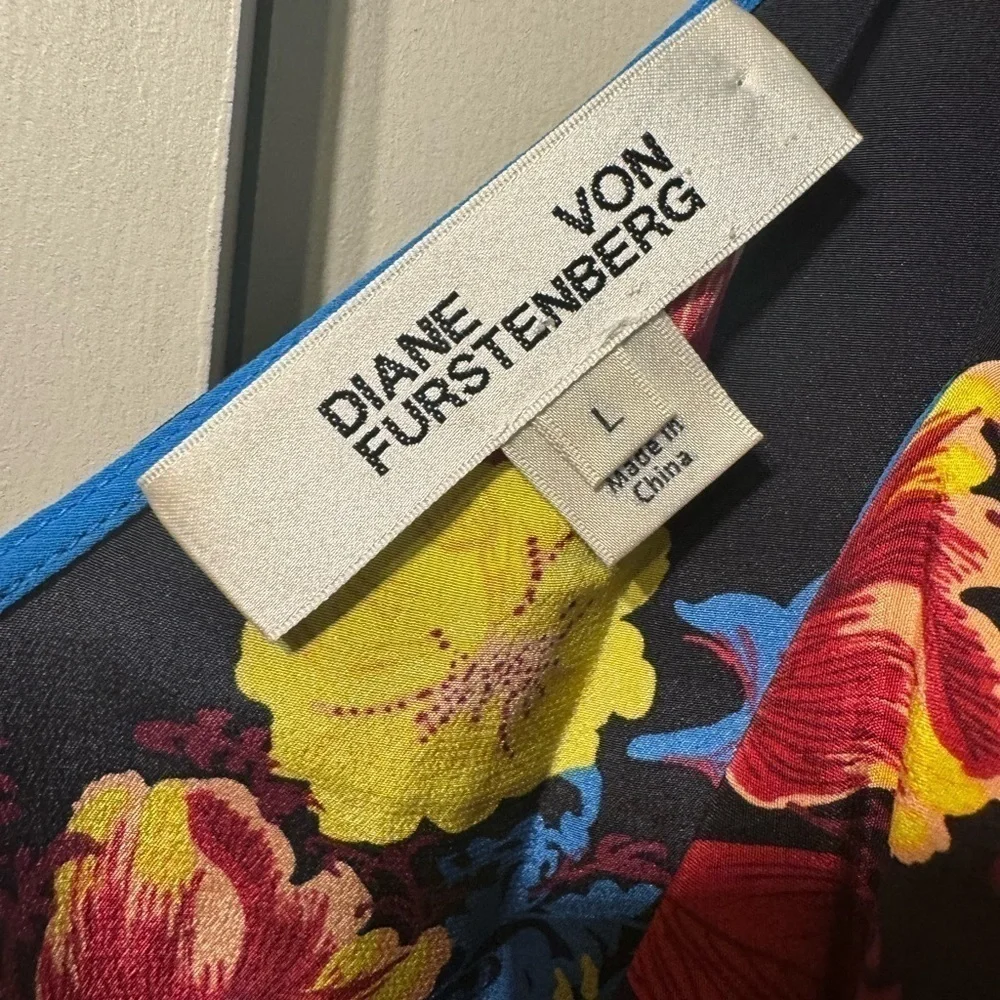 DIANE VON
FURSTENBERG
L
Made in
China